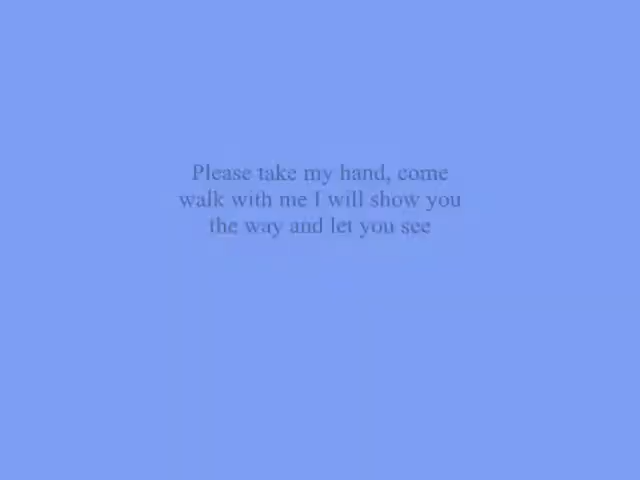 Please take my hand, come
walk with me I will show you
the way and let you see